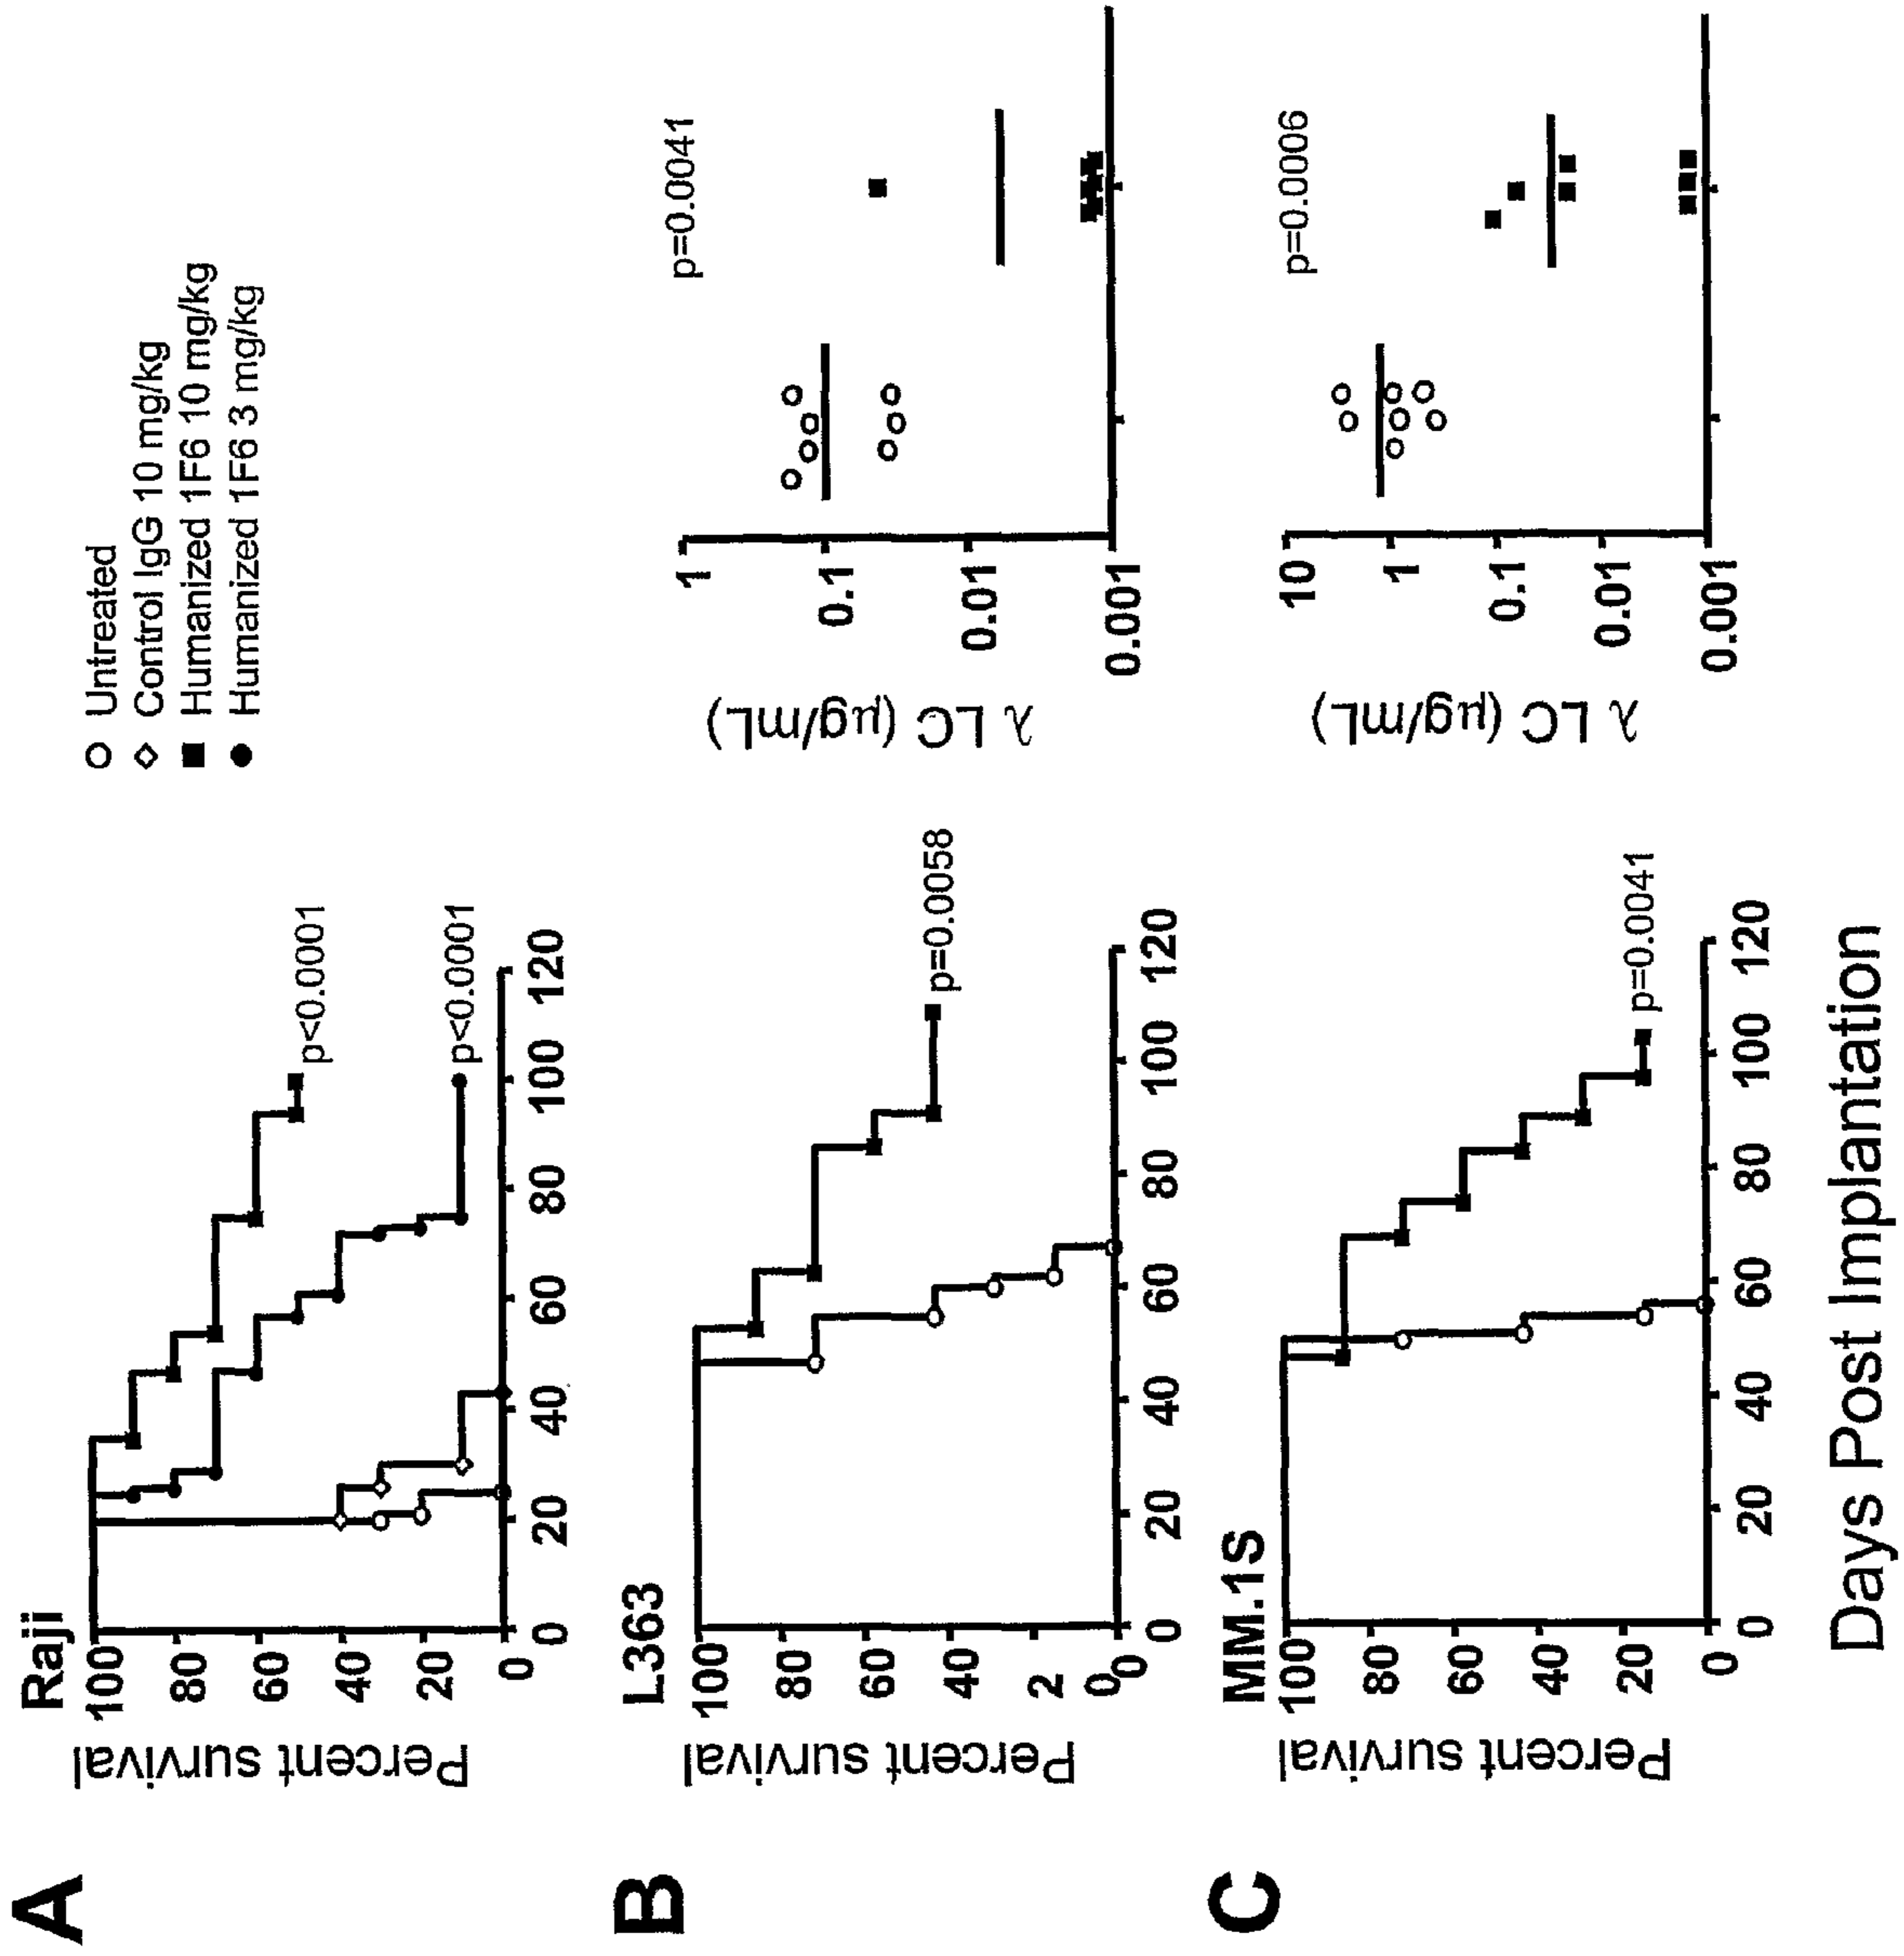 A
Raji
Percent survival
100
80
60
40
20
0
0 20 40 60 80 100 120
p<0.0001
p<0.0001
Untreated
Control IgG 10 mg/kg
Humanized 1F6 10 mg/kg
Humanized 1F6 3 mg/kg
B
L363
Percent survival
100
80
60
40
2
0
0 20 40 60 80 100 120
p=0.0058
λ LC (μg/mL)
1
0.1
0.01
0.001
p=0.0041
C
MM.1S
Percent survival
100
80
60
40
20
0
0 20 40 60 80 100 120
p=0.0041
λ LC (μg/mL)
10
1
0.1
0.01
0.001
p=0.0006
Days Post Implantation